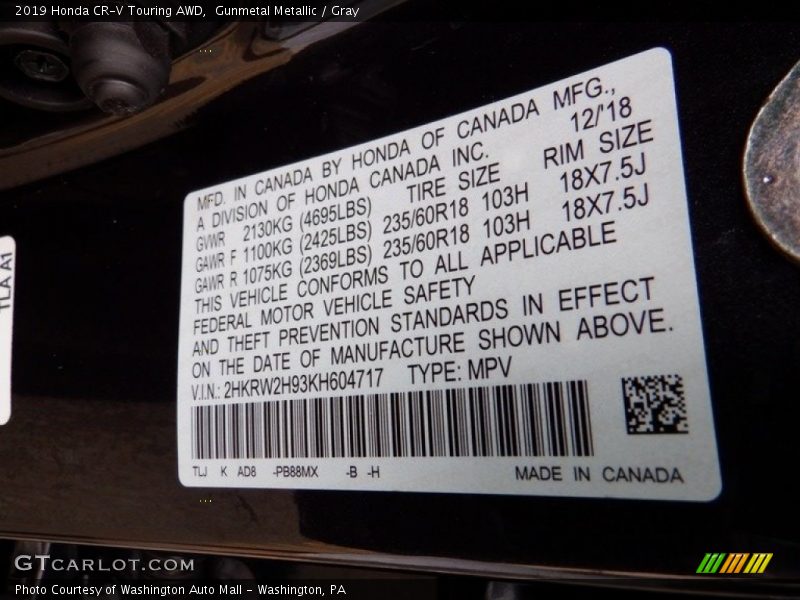 2019 Honda CR-V Touring AWD,  Gunmetal Metallic / Gray
MFD. IN CANADA BY HONDA OF CANADA MFG.,
A DIVISION OF HONDA CANADA INC. 12/'18
GVWR 2130KG (4695LBS) TIRE SIZE RIM SIZE
GAWR F 1100KG (2425LBS) 235/60R18 103H 18X7.5J
GAWR R 1075KG (2369LBS) 235/60R18 103H 18X7.5J
THIS VEHICLE CONFORMS TO ALL APPLICABLE
FEDERAL MOTOR VEHICLE SAFETY
AND THEFT PREVENTION STANDARDS IN EFFECT
ON THE DATE OF MANUFACTURE SHOWN ABOVE.
V.I.N.: 2HKRW2H93KH604717 TYPE: MPV
TLJ K AD8 -PB88MX -B -H MADE IN CANADA
TLA A1
GTCARLOT.COM
Photo Courtesy of Washington Auto Mall - Washington, PA